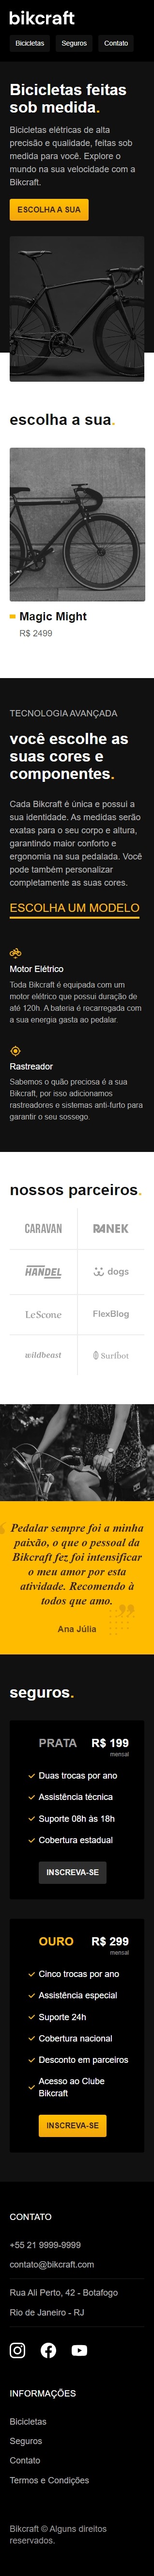 bikcraft
Bicicletas
Seguros
Contato
Bicicletas feitas
sob medida.
Bicicletas elétricas de alta
precisão e qualidade, feitas sob
medida para você. Explore o
mundo na sua velocidade com a
Bikcraft.
ESCOLHA A SUA
escolha a sua.
Magic Might
R$ 2499
TECNOLOGIA AVANÇADA
você escolhe as
suas cores e
componentes.
Cada Bikcraft é única e possui a
sua identidade. As medidas serão
exatas para o seu corpo e altura,
garantindo maior conforto e
ergonomia na sua pedalada. Você
pode também personalizar
completamente as suas cores.
ESCOLHA UM MODELO
Motor Elétrico
Toda Bikcraft é equipada com um
motor elétrico que possui duração de
até 120h. A bateria é recarregada com
a sua energia gasta ao pedalar.
Rastreador
Sabemos o quão preciosa é a sua
Bikcraft, por isso adicionamos
rastreadores e sistemas anti-furto para
garantir o seu sossego.
nossos parceiros.
CARAVAN
RANEK
HANDEL
dogs
LeScone
FlexBlog
wildbeast
Surfbot
Pedalar sempre foi a minha
paixão, o que o pessoal da
Bikcraft fez foi intensificar
o meu amor por esta
atividade. Recomendo à
todos que amo.
Ana Júlia
seguros.
PRATA
R$ 199
mensal
Duas trocas por ano
Assistência técnica
Suporte 08h às 18h
Cobertura estadual
INSCREVA-SE
OURO
R$ 299
mensal
Cinco trocas por ano
Assistência especial
Suporte 24h
Cobertura nacional
Desconto em parceiros
Acesso ao Clube
Bikcraft
INSCREVA-SE
CONTATO
+55 21 9999-9999
contato@bikcraft.com
Rua Ali Perto, 42 - Botafogo
Rio de Janeiro - RJ
INFORMAÇÕES
Bicicletas
Seguros
Contato
Termos e Condições
Bikcraft © Alguns direitos
reservados.